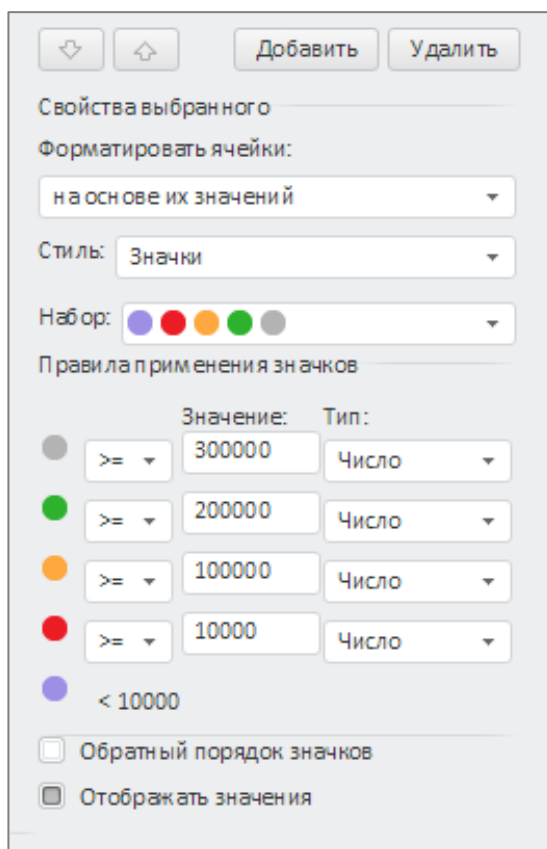 Добавить Удалить
Свойства выбранного
Форматировать ячейки:
на основе их значений
Стиль: Значки
Набор:
Правила применения значков
Значение: Тип:
>= 300000 Число
>= 200000 Число
>= 100000 Число
>= 10000 Число
< 10000
Обратный порядок значков
Отображать значения